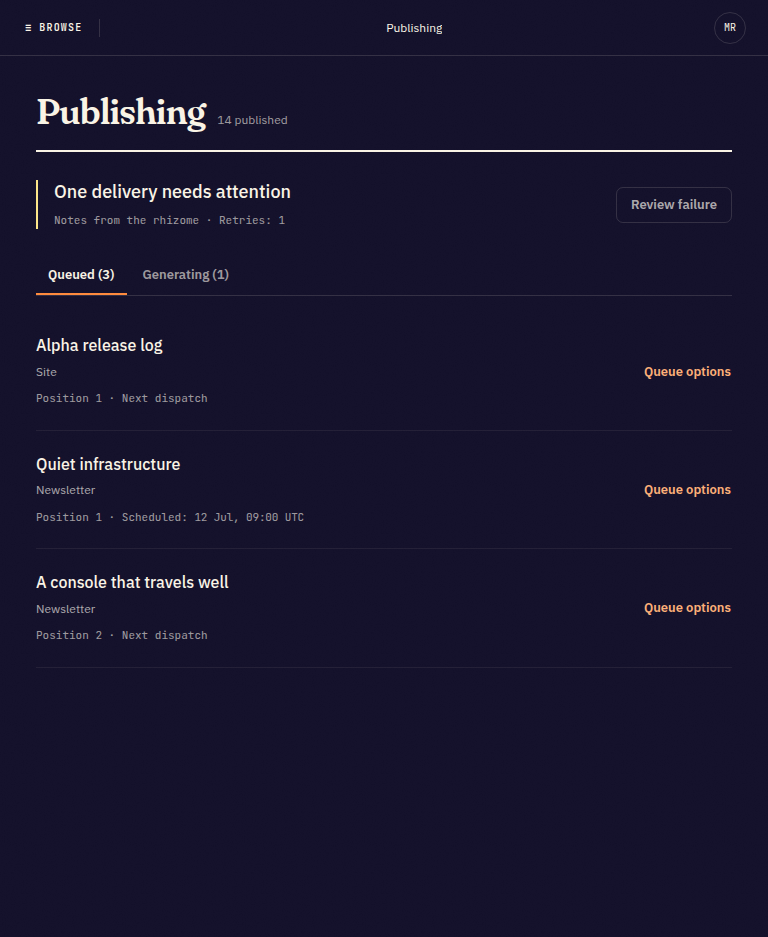 ≡ BROWSE
Publishing
MR
Publishing 14 published
One delivery needs attention
Notes from the rhizome · Retries: 1
Review failure
Queued (3) Generating (1)
Alpha release log
Site
Queue options
Position 1 · Next dispatch
Quiet infrastructure
Newsletter
Queue options
Position 1 · Scheduled: 12 Jul, 09:00 UTC
A console that travels well
Newsletter
Queue options
Position 2 · Next dispatch